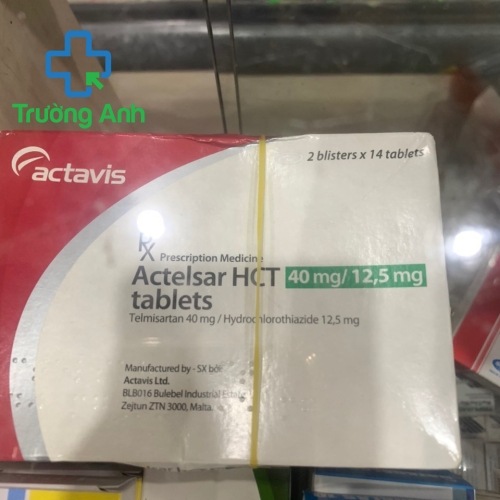 Trường Anh
actavis
2 blisters x 14 tablets
Rx Prescription Medicine
Actelsar HCT 40 mg/ 12,5 mg
tablets
Telmisartan 40 mg / Hydrochlorothiazide 12,5 mg
Manufactured by - SX bởi
Actavis Ltd.
BLB016 Bulebel Industrial Estate,
Zejtun ZTN 3000, Malta.